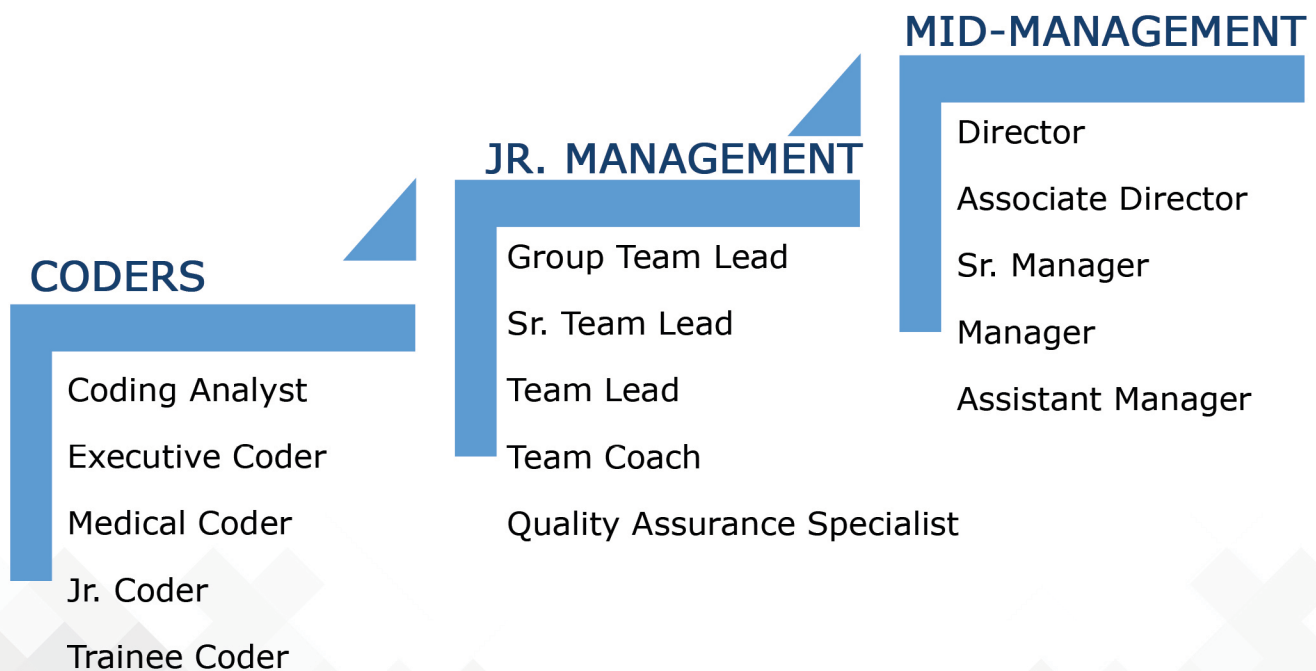 CODERS
Coding Analyst
Executive Coder
Medical Coder
Jr. Coder
Trainee Coder
JR. MANAGEMENT
Group Team Lead
Sr. Team Lead
Team Lead
Team Coach
Quality Assurance Specialist
MID-MANAGEMENT
Director
Associate Director
Sr. Manager
Manager
Assistant Manager